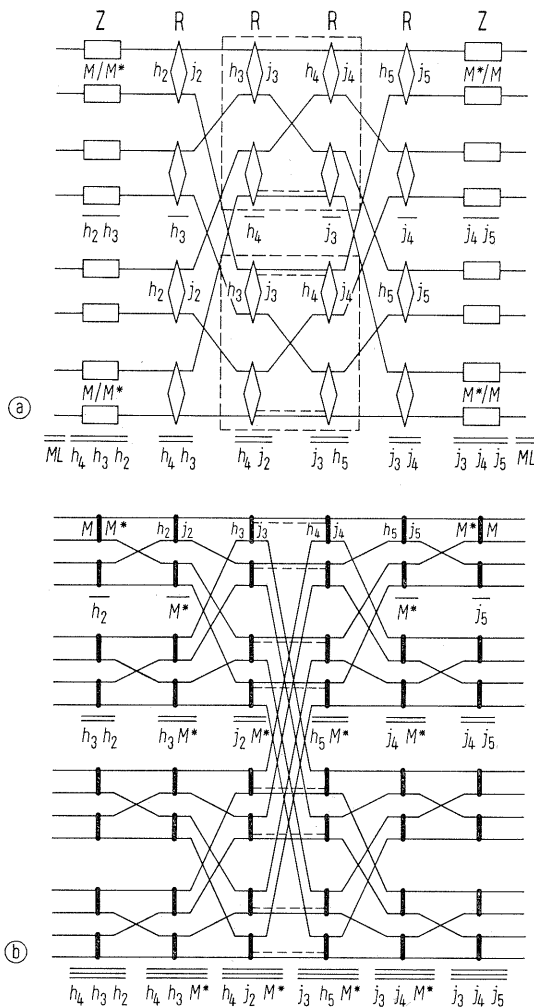 Z R R R R Z
h₂ j₂ h₃ j₃ h₄ j₄ h₅ j₅
M/M* M*/M
h₂ h₃ h₃ h₄ j₃ j₄ j₄ j₅
h₂ j₂ h₃ j₃ h₄ j₄ h₅ j₅
M/M* M*/M
a
ML h₄ h₃ h₂ h₄ h₃ h₄ j₂ j₃ h₅ j₃ j₄ j₃ j₄ j₅ ML
M M* h₂ j₂ h₃ j₃ h₄ j₄ h₅ j₅ M* M
h₂ M* M* j₅
h₃ h₂ h₃ M* j₂ M* h₅ M* j₄ M* j₄ j₅
b
h₄ h₃ h₂ h₄ h₃ M* h₄ j₂ M* j₃ h₅ M* j₃ j₄ M* j₃ j₄ j₅